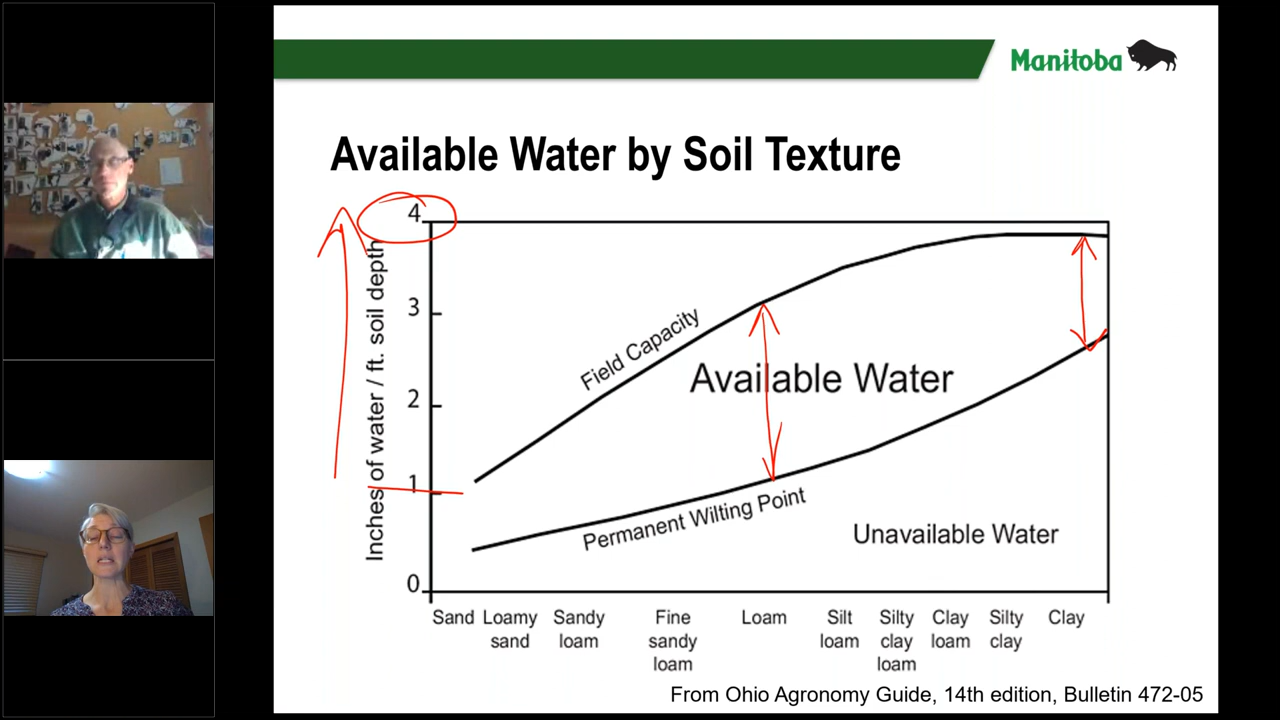 Manitoba
Available Water by Soil Texture
4
3
2
1
0
Inches of water / ft. soil depth
Field Capacity
Available Water
Permanent Wilting Point
Unavailable Water
Sand Loamy sand Sandy loam Fine sandy loam Loam Silt loam Silty clay loam Clay loam Silty clay Clay
From Ohio Agronomy Guide, 14th edition, Bulletin 472-05